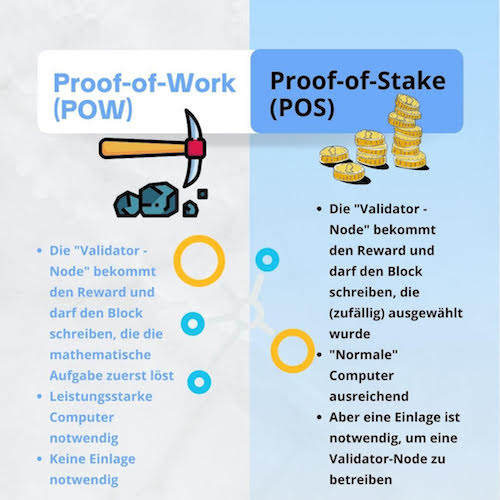 Proof-of-Work
(POW)
Proof-of-Stake
(POS)
• Die "Validator -
Node" bekommt
den Reward und
darf den Block
schreiben, die die
mathematische
Aufgabe zuerst löst
• Leistungsstarke
Computer
notwendig
• Keine Einlage
notwendig
• Die "Validator -
Node" bekommt
den Reward und
darf den Block
schreiben, die
(zufällig) ausgewählt
wurde
• "Normale"
Computer
ausreichend
• Aber eine Einlage ist
notwendig, um eine
Validator-Node zu
betreiben